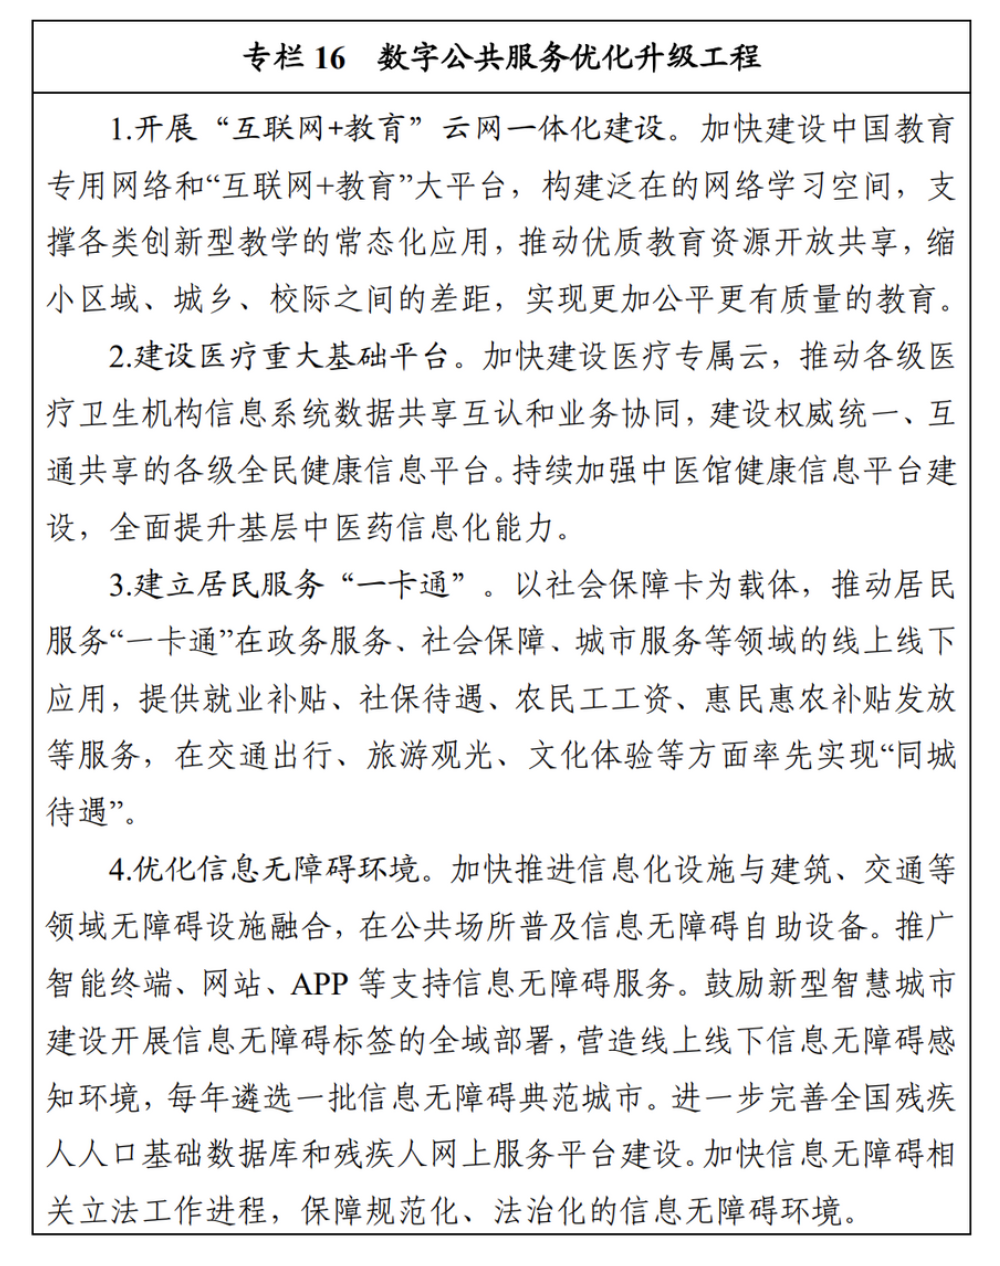 专栏 16　数字公共服务优化升级工程
1.开展“互联网+教育”云网一体化建设。加快建设中国教育
专用网络和“互联网+教育”大平台，构建泛在的网络学习空间，支
撑各类创新型教学的常态化应用，推动优质教育资源开放共享，缩
小区域、城乡、校际之间的差距，实现更加公平更有质量的教育。
2.建设医疗重大基础平台。加快建设医疗专属云，推动各级医
疗卫生机构信息系统数据共享互认和业务协同，建设权威统一、互
通共享的各级全民健康信息平台。持续加强中医馆健康信息平台建
设，全面提升基层中医药信息化能力。
3.建立居民服务“一卡通”。以社会保障卡为载体，推动居民
服务“一卡通”在政务服务、社会保障、城市服务等领域的线上线下
应用，提供就业补贴、社保待遇、农民工工资、惠民惠农补贴发放
等服务，在交通出行、旅游观光、文化体验等方面率先实现“同城
待遇”。
4.优化信息无障碍环境。加快推进信息化设施与建筑、交通等
领域无障碍设施融合，在公共场所普及信息无障碍自助设备。推广
智能终端、网站、APP 等支持信息无障碍服务。鼓励新型智慧城市
建设开展信息无障碍标签的全域部署，营造线上线下信息无障碍感
知环境，每年遴选一批信息无障碍典范城市。进一步完善全国残疾
人人口基础数据库和残疾人网上服务平台建设。加快信息无障碍相
关立法工作进程，保障规范化、法治化的信息无障碍环境。